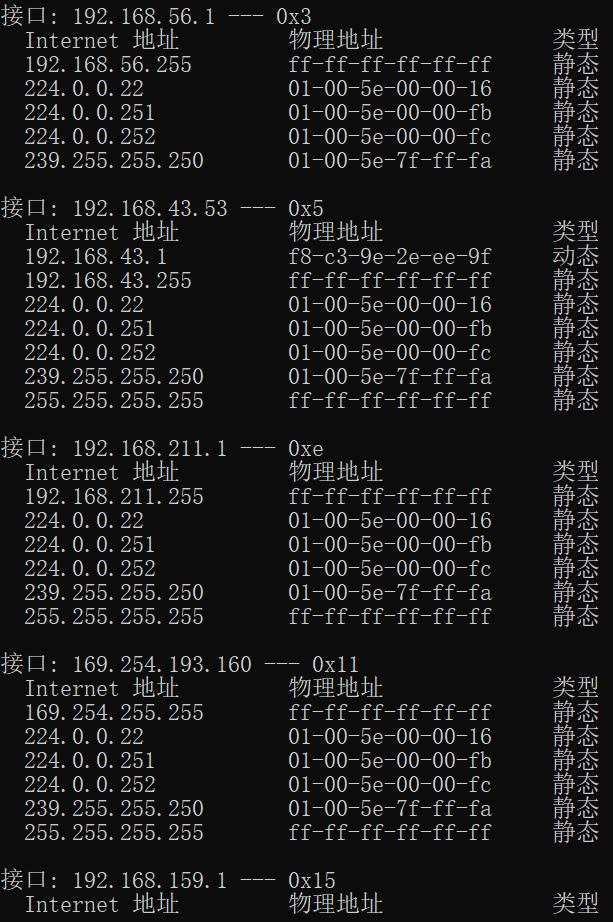 接口: 192.168.56.1 --- 0x3
Internet 地址 物理地址 类型
192.168.56.255 ff-ff-ff-ff-ff-ff 静态
224.0.0.22 01-00-5e-00-00-16 静态
224.0.0.251 01-00-5e-00-00-fb 静态
224.0.0.252 01-00-5e-00-00-fc 静态
239.255.255.250 01-00-5e-7f-ff-fa 静态
接口: 192.168.43.53 --- 0x5
Internet 地址 物理地址 类型
192.168.43.1 f8-c3-9e-2e-ee-9f 动态
192.168.43.255 ff-ff-ff-ff-ff-ff 静态
224.0.0.22 01-00-5e-00-00-16 静态
224.0.0.251 01-00-5e-00-00-fb 静态
224.0.0.252 01-00-5e-00-00-fc 静态
239.255.255.250 01-00-5e-7f-ff-fa 静态
255.255.255.255 ff-ff-ff-ff-ff-ff 静态
接口: 192.168.211.1 --- 0xe
Internet 地址 物理地址 类型
192.168.211.255 ff-ff-ff-ff-ff-ff 静态
224.0.0.22 01-00-5e-00-00-16 静态
224.0.0.251 01-00-5e-00-00-fb 静态
224.0.0.252 01-00-5e-00-00-fc 静态
239.255.255.250 01-00-5e-7f-ff-fa 静态
255.255.255.255 ff-ff-ff-ff-ff-ff 静态
接口: 169.254.193.160 --- 0x11
Internet 地址 物理地址 类型
169.254.255.255 ff-ff-ff-ff-ff-ff 静态
224.0.0.22 01-00-5e-00-00-16 静态
224.0.0.251 01-00-5e-00-00-fb 静态
224.0.0.252 01-00-5e-00-00-fc 静态
239.255.255.250 01-00-5e-7f-ff-fa 静态
255.255.255.255 ff-ff-ff-ff-ff-ff 静态
接口: 192.168.159.1 --- 0x15
Internet 地址 物理地址 类型